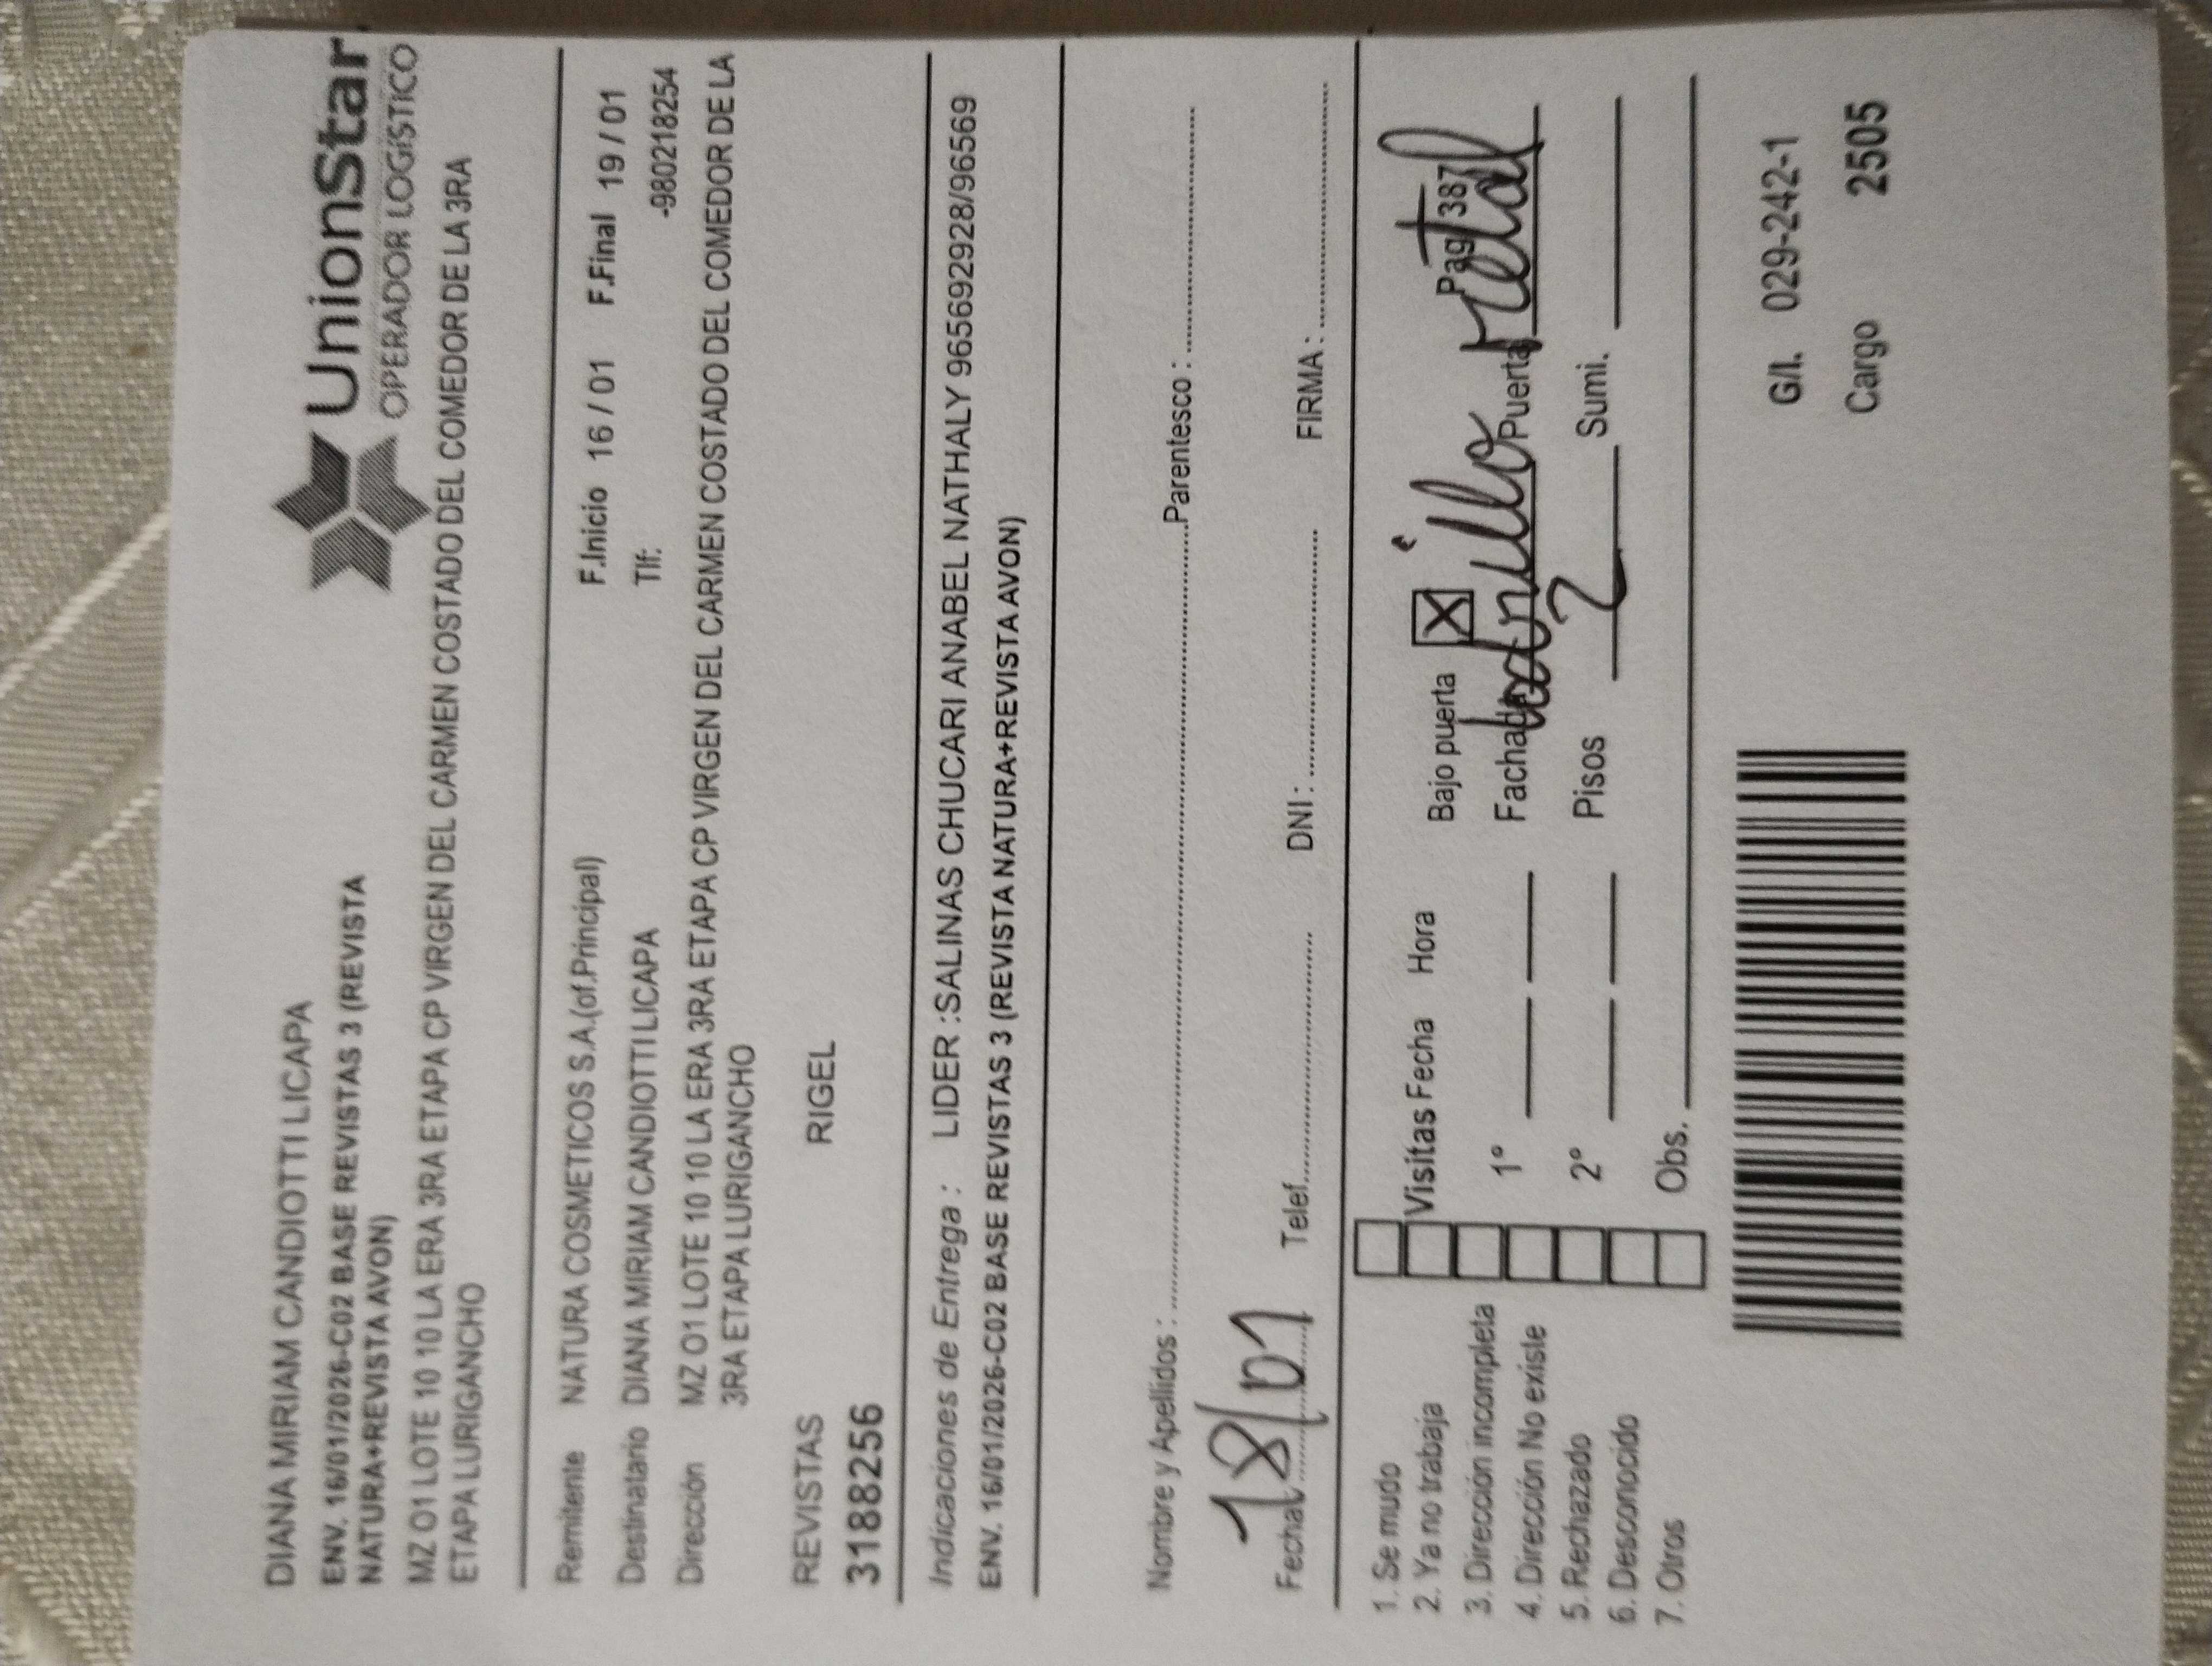 DIANA MIRIAM CANDIOTTI LICAPA
UnionStar
OPERADOR LOGÍSTICO
ENV. 16/01/2026-C02 BASE REVISTAS 3 (REVISTA
NATURA+REVISTA AVON)
MZ O1 LOTE 10 10 LA ERA 3RA ETAPA CP VIRGEN DEL CARMEN COSTADO DEL COMEDOR DE LA 3RA
ETAPA LURIGANCHO
Remitente NATURA COSMETICOS S.A.(of.Principal) F.Inicio 16 / 01 F.Final 19 / 01
Destinatario DIANA MIRIAM CANDIOTTI LICAPA Tlf: -980218254
Dirección MZ O1 LOTE 10 10 LA ERA 3RA ETAPA CP VIRGEN DEL CARMEN COSTADO DEL COMEDOR DE LA
3RA ETAPA LURIGANCHO
REVISTAS RIGEL
31882256
Indicaciones de Entrega : LIDER :SALINAS CHUCARI ANABEL NATHALY 965692928/96569
ENV. 16/01/2026-C02 BASE REVISTAS 3 (REVISTA NATURA+REVISTA AVON)
Nombre y Apellidos : Parentesco :
Fecha 18/01 Telef. DNI : FIRMA :
1. Se mudo
2. Ya no trabaja
3. Dirección incompleta
4. Dirección No existe
5. Rechazado
6. Desconocido
7. Otros
Visitas Fecha Hora
1°
2°
Obs.
Bajo puerta X Pag 387
Fachada ladrillo Puerta Metal
Pisos 2 Sumi.
G/I. 029-242-1
Cargo 2505